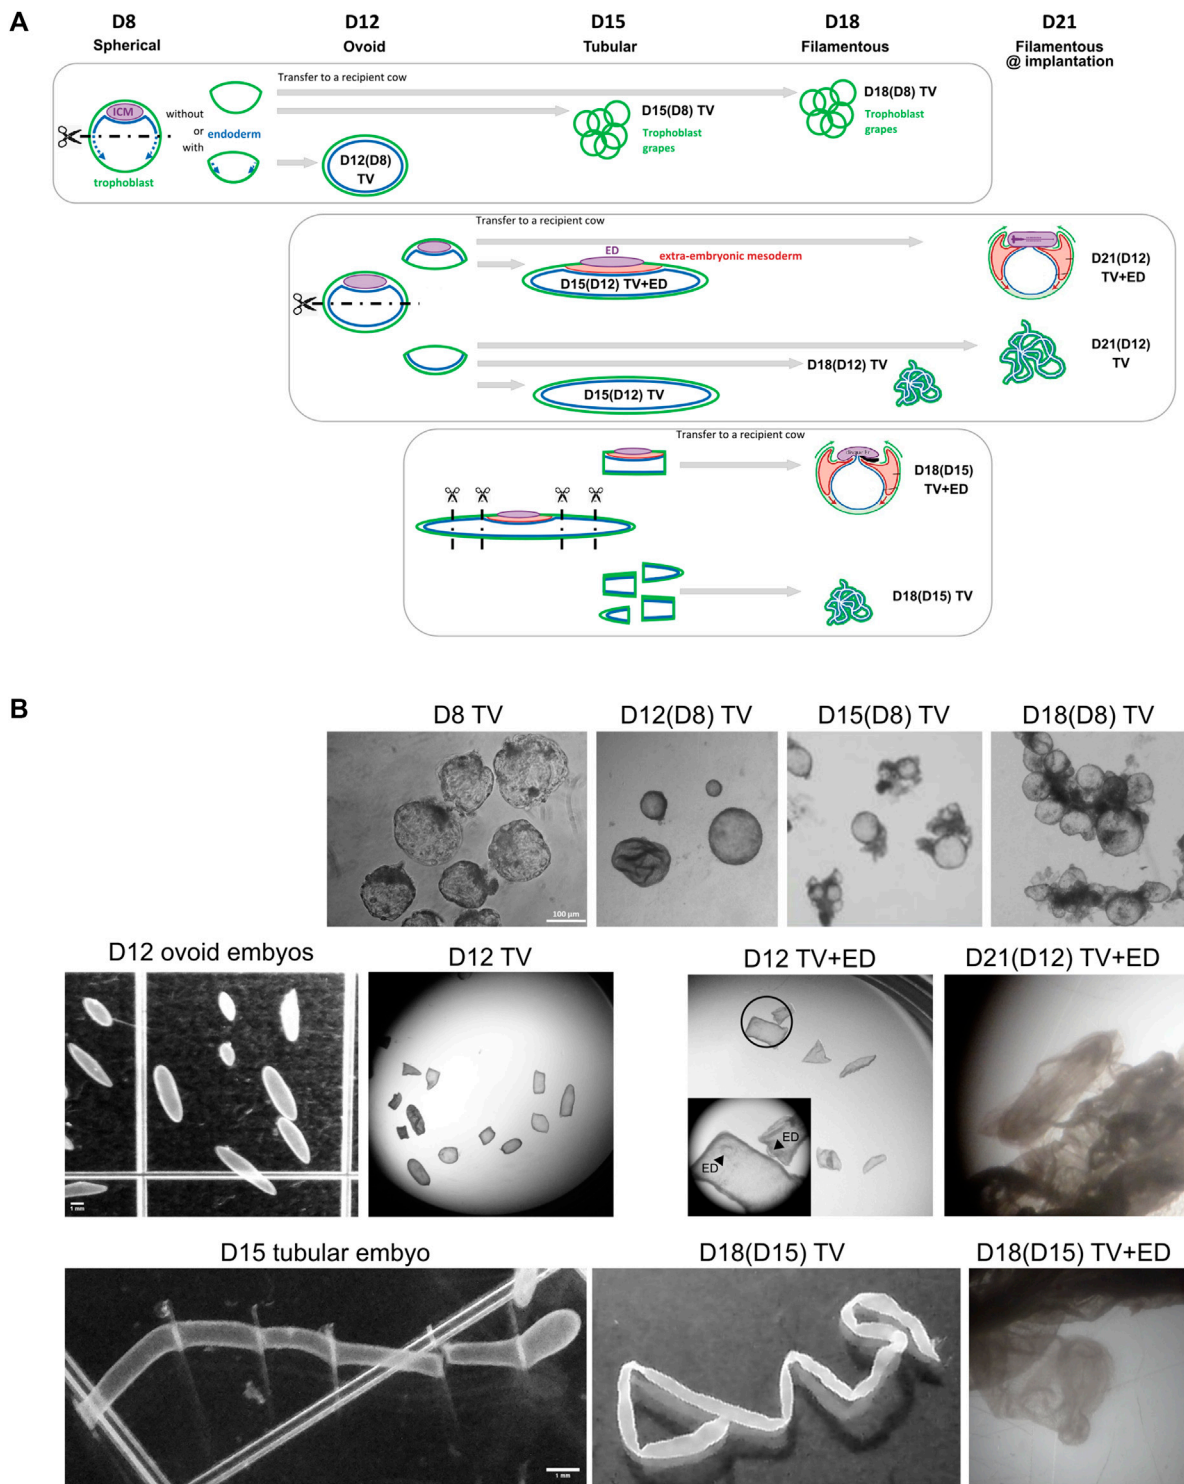 A
D8
D12
D15
D18
D21
Spherical
Ovoid
Tubular
Filamentous
Filamentous
@ implantation
Transfer to a recipient cow
ICM
without
or endoderm
with
trophoblast
D12(D8)
TV
D15(D8) TV
Trophoblast
grapes
D18(D8) TV
Trophoblast
grapes
Transfer to a recipient cow
ED
extra-embryonic mesoderm
D15(D12) TV+ED
D21(D12)
TV+ED
D18(D12) TV
D21(D12)
TV
D15(D12) TV
Transfer to a recipient cow
D18(D15)
TV+ED
D18(D15) TV
B
D8 TV
D12(D8) TV
D15(D8) TV
D18(D8) TV
100 µm
D12 ovoid embyos
D12 TV
D12 TV+ED
D21(D12) TV+ED
ED
ED
1 mm
D15 tubular embyo
D18(D15) TV
D18(D15) TV+ED
1 mm